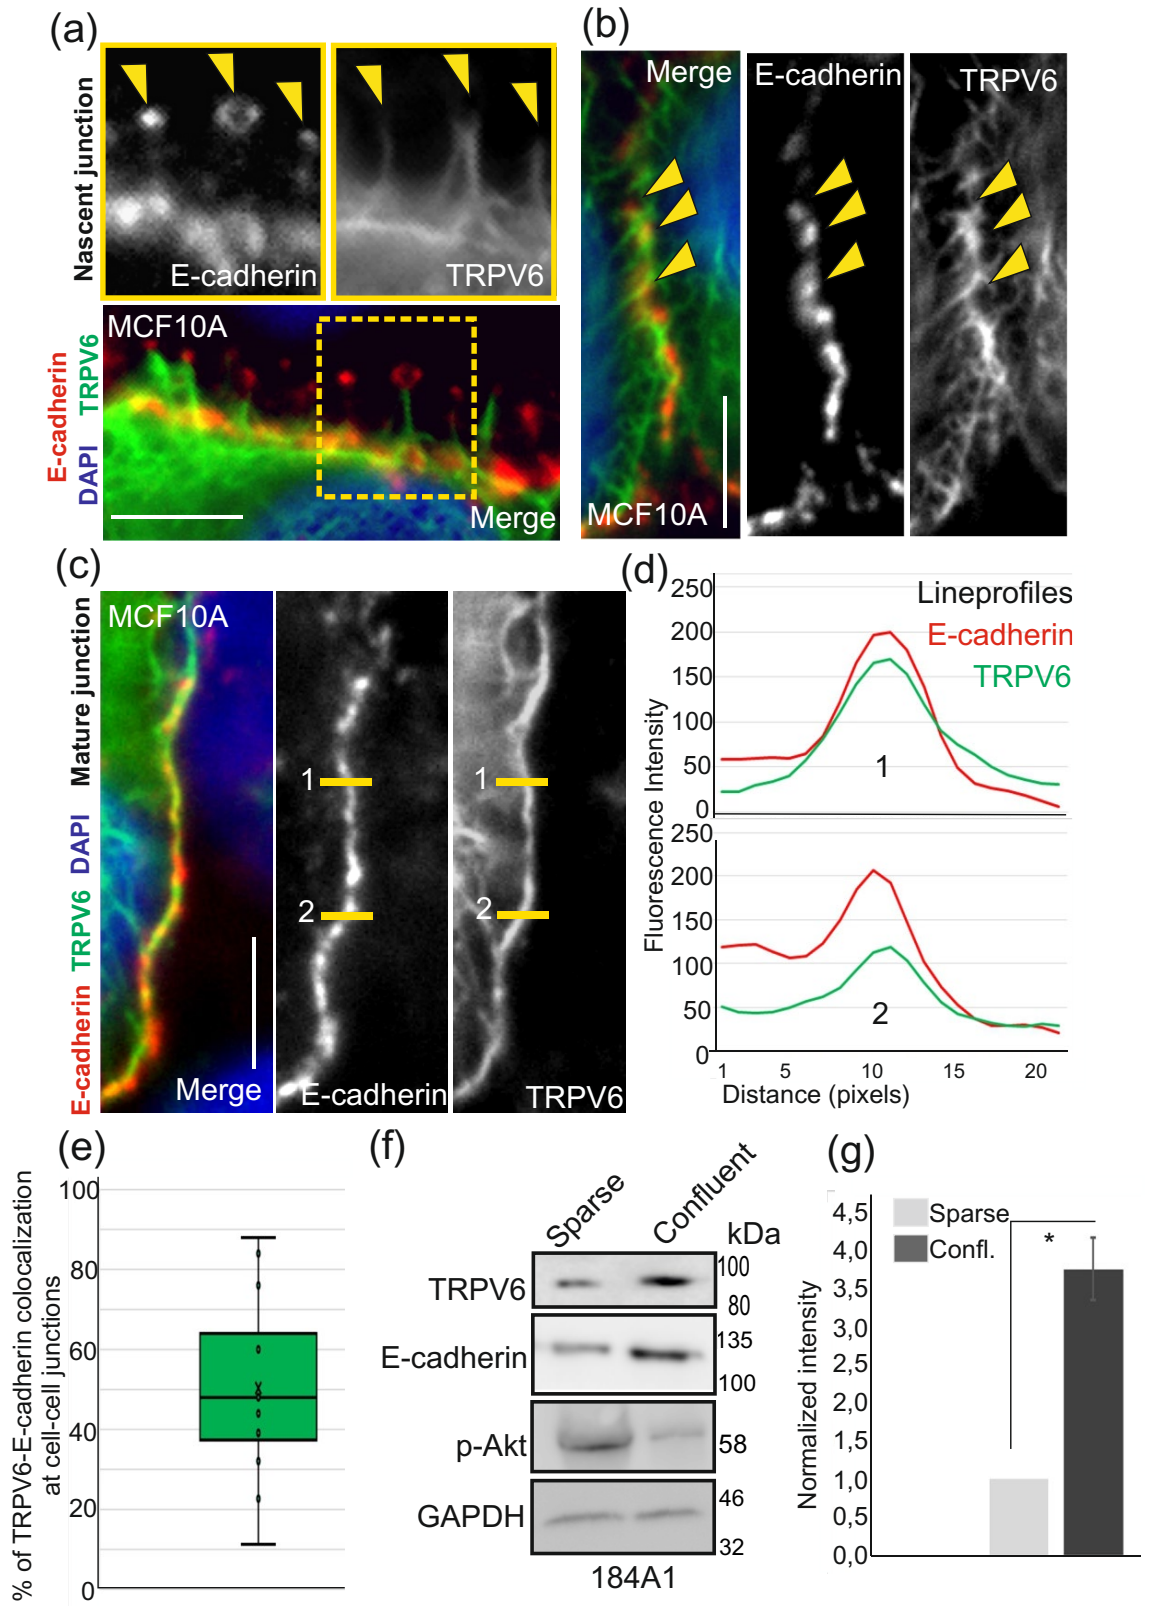 (a)
Nascent junction
E-cadherin
TRPV6
E-cadherin
DAPI TRPV6
MCF10A
Merge
(b)
Merge
E-cadherin
TRPV6
MCF10A
(c)
E-cadherin TRPV6 DAPI Mature junction
MCF10A
Merge
1
2
E-cadherin
1
2
TRPV6
(d)
Fluorescence Intensity
Lineprofiles
E-cadherin
TRPV6
250
200
150
100
50
0
1
250
200
150
100
50
0
2
1 5 10 15 20
Distance (pixels)
(e)
% of TRPV6-E-cadherin colocalization
at cell-cell junctions
100
80
60
40
20
0
(f)
Sparse Confluent
kDa
TRPV6
100
80
E-cadherin
135
100
p-Akt
58
GAPDH
46
32
184A1
(g)
Normalized intensity
4,5
4,0
3,5
3,0
2,5
2,0
1,5
1,0
0,5
0,0
Sparse
Confl.
*